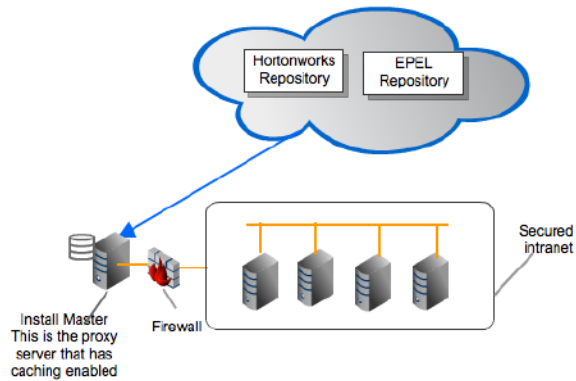 Hortonworks
Repository
EPEL
Repository
Secured
intranet
Install Master
This is the proxy
server that has
caching enabled
Firewall